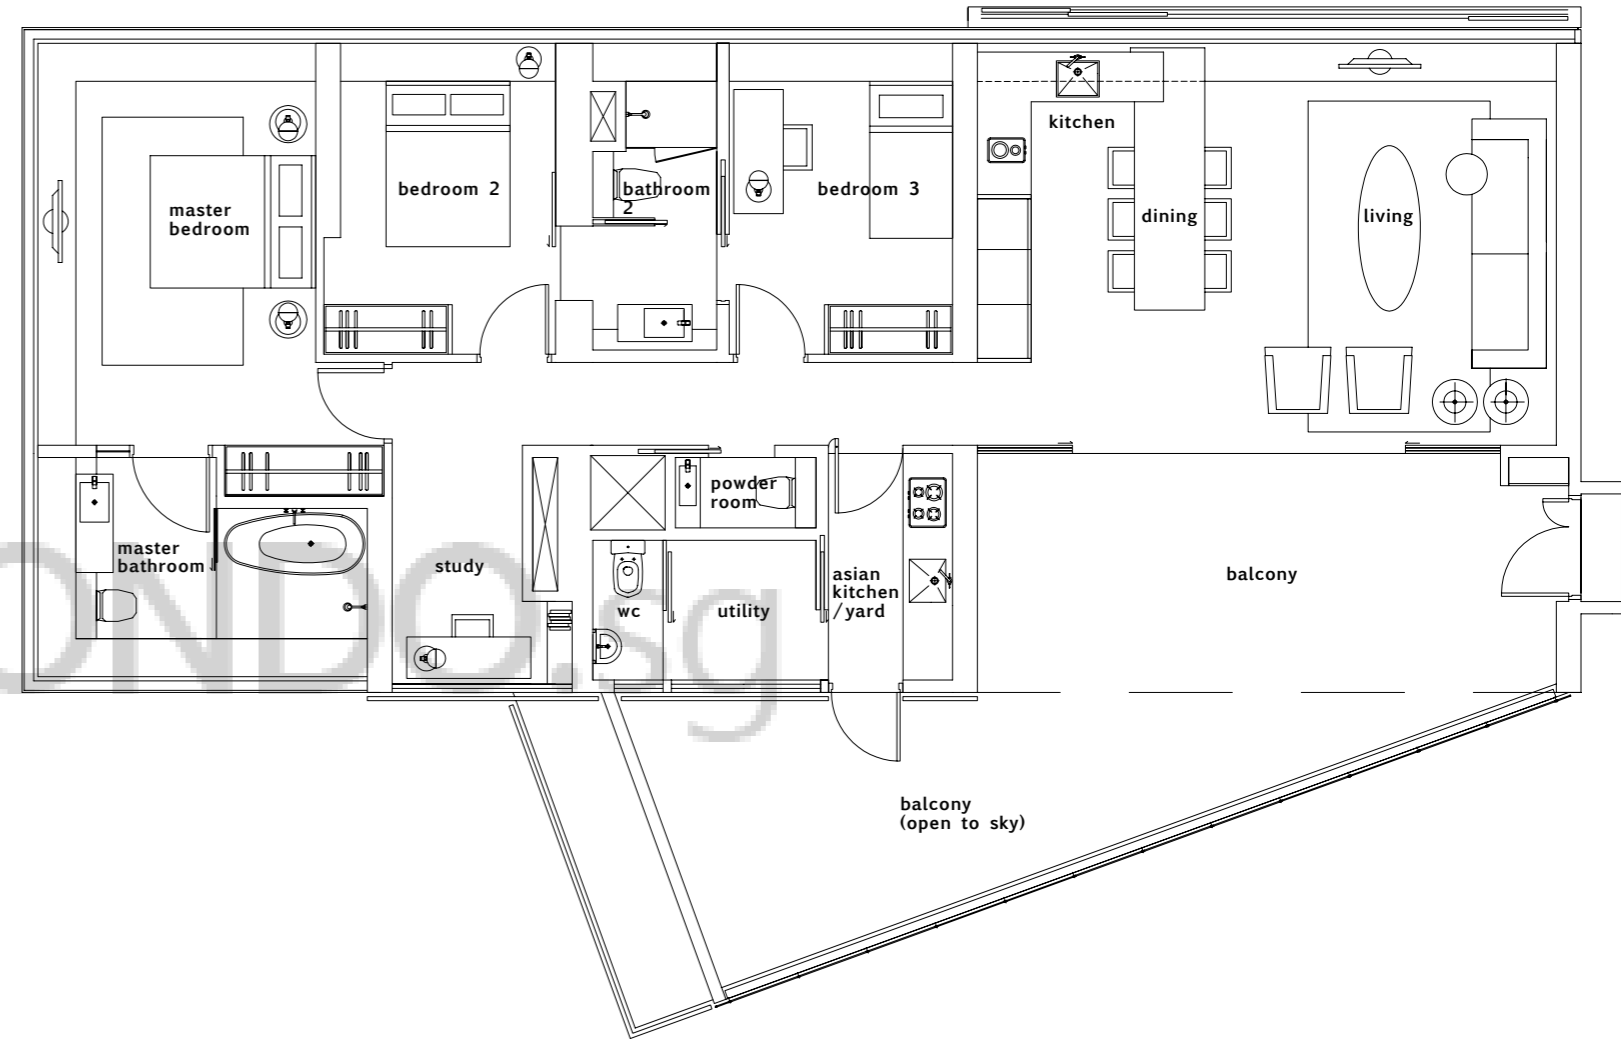 kitchen
bedroom 2
bathroom
2
bedroom 3
master
bedroom
dining
living
powder
room
master
bathroom
study
wc
utility
asian
kitchen
/yard
balcony
balcony
(open to sky)
ONDO.sg